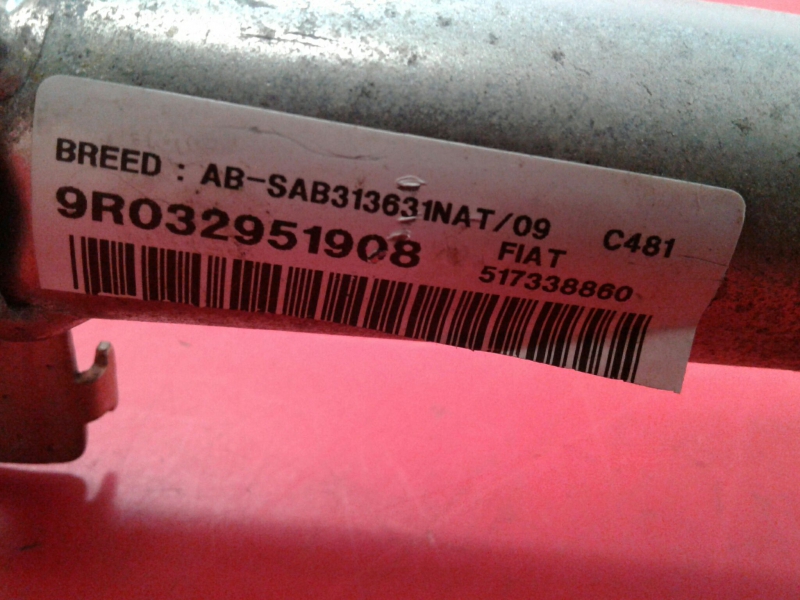 BREED : AB-SAB313631NAT/09 C481
9R032951908 FIAT
517338860